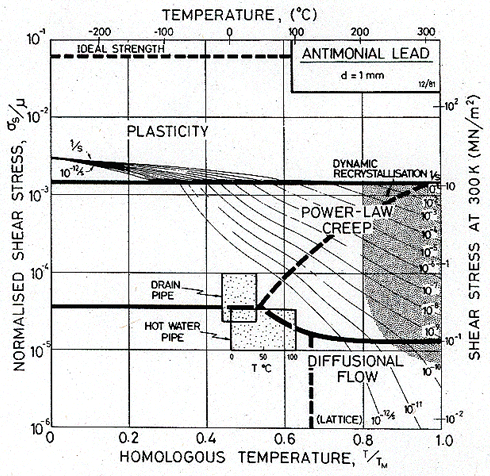 TEMPERATURE, (°C)
-200 -100 0 100 200 300
10⁻¹
IDEAL STRENGTH
ANTIMONIAL LEAD
d = 1 mm
12/81
10²
10⁻²
PLASTICITY
1/S
10⁻¹²/S
DYNAMIC
RECRYSTALLISATION
1/S
10
10⁻³
POWER-LAW
CREEP
10⁻⁴
1
DRAIN
PIPE
HOT WATER
PIPE
0 50 100
T °C
DIFFUSIONAL
FLOW
10⁻¹
10⁻⁵
10⁻¹⁰
10⁻¹¹
10⁻¹²/S
(LATTICE)
10⁻²
10⁻⁶
0 0.2 0.4 0.6 0.8 1.0
HOMOLOGOUS TEMPERATURE, T/TM
NORMALISED SHEAR STRESS, σs/μ
SHEAR STRESS AT 300 K (MN/m²)